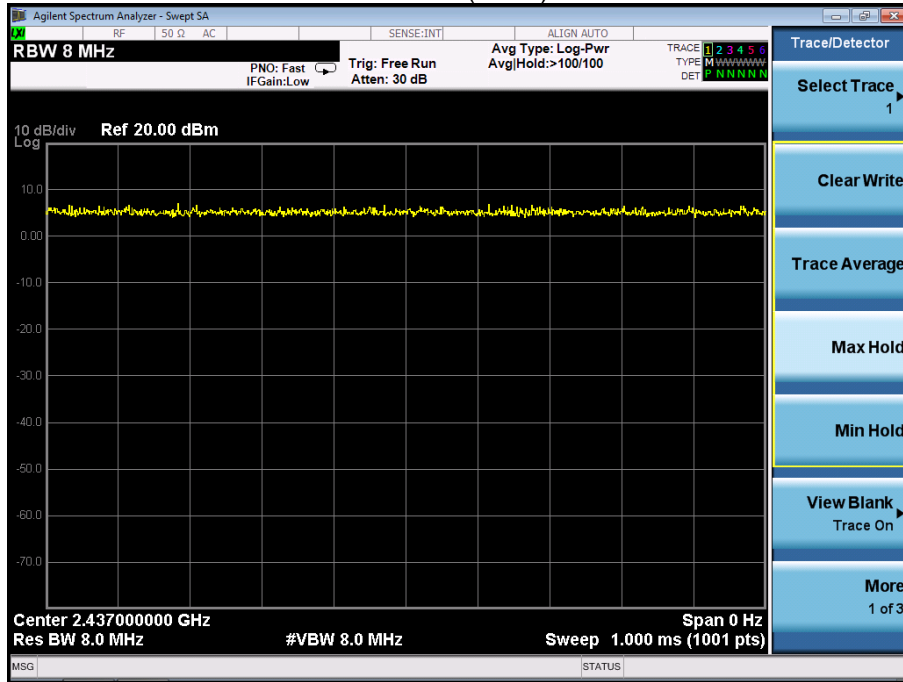 Agilent Spectrum Analyzer - Swept SA
LXI RF 50 Ω AC SENSE:INT ALIGN AUTO
RBW 8 MHz
PNO: Fast
IFGain:Low
Trig: Free Run
Atten: 30 dB
Avg Type: Log-Pwr
Avg|Hold:>100/100
TRACE 1 2 3 4 5 6
TYPE M WWWWW
DET P N N N N N
10 dB/div Ref 20.00 dBm
Log
10.0
0.00
-10.0
-20.0
-30.0
-40.0
-50.0
-60.0
-70.0
Center 2.437000000 GHz Span 0 Hz
Res BW 8.0 MHz #VBW 8.0 MHz Sweep 1.000 ms (1001 pts)
MSG STATUS
Trace/Detector
Select Trace
1
Clear Write
Trace Average
Max Hold
Min Hold
View Blank
Trace On
More
1 of 3